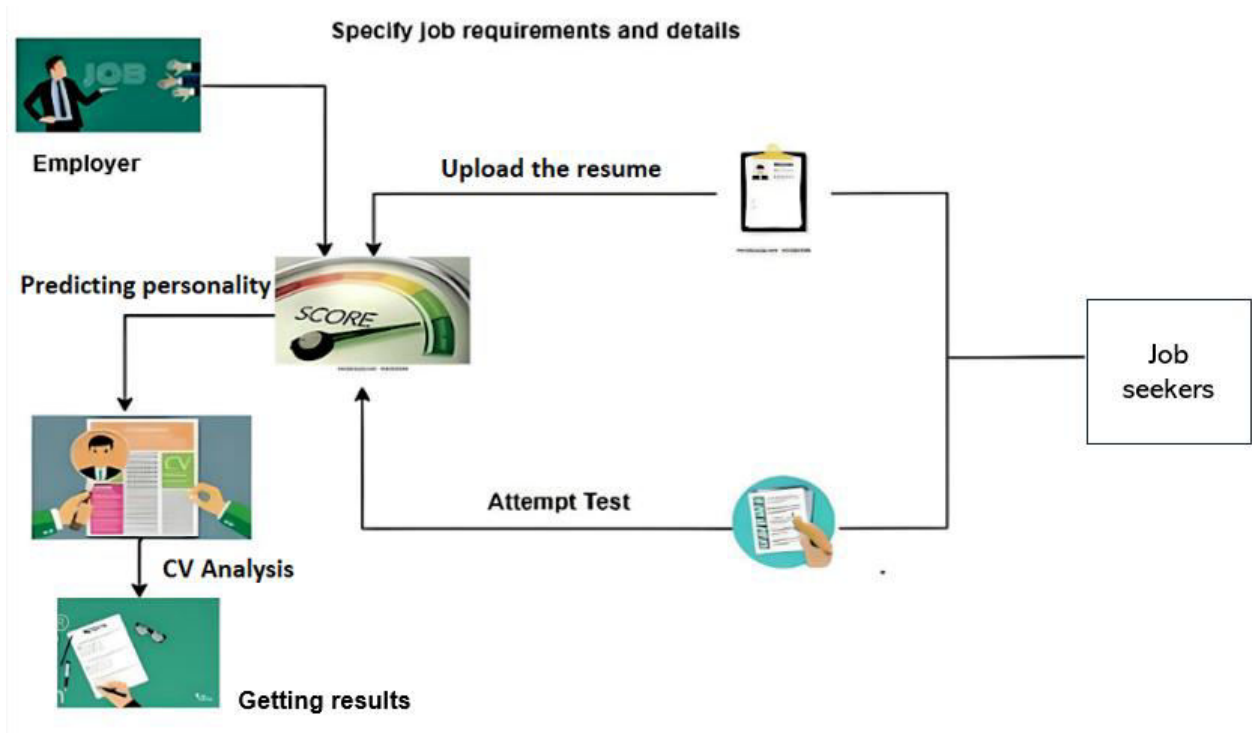 Specify job requirements and details
JOB
Employer
Upload the resume
Predicting personality
SCORE
Job
seekers
CV
Attempt Test
CV Analysis
Getting results